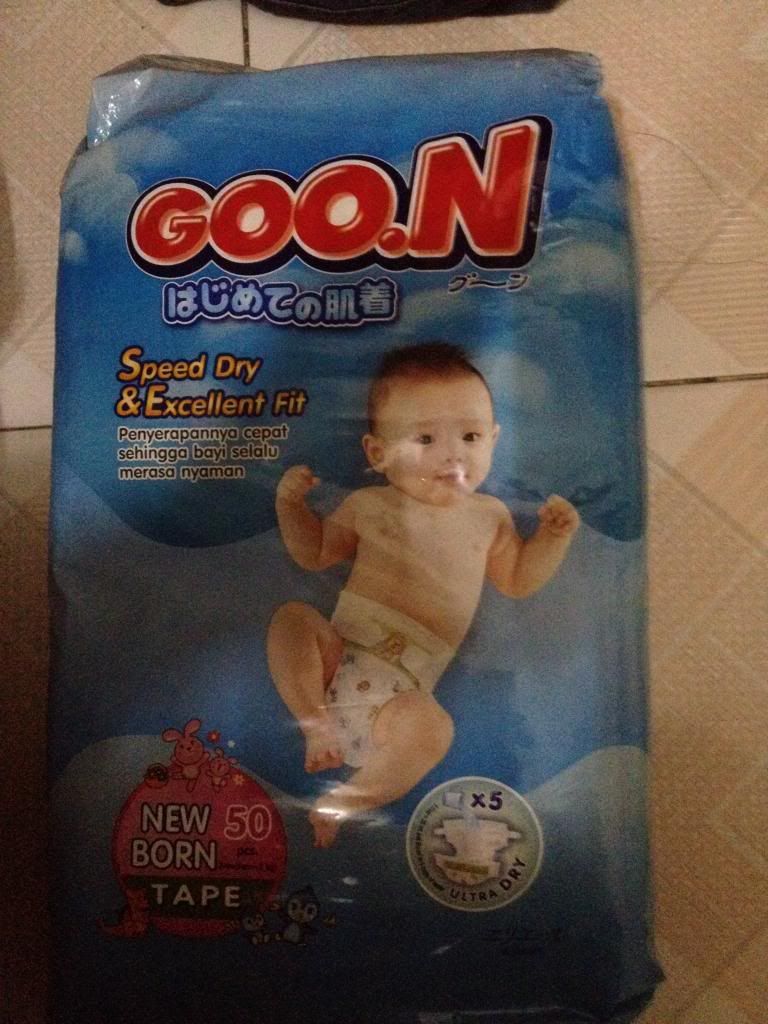 GOO.N
はじめての肌着
グーン
Speed Dry
& Excellent Fit
Penyerapannya cepat
sehingga bayi selalu
merasa nyaman
NEW
BORN
50
pcs.
TAPE
x5
ULTRA DRY